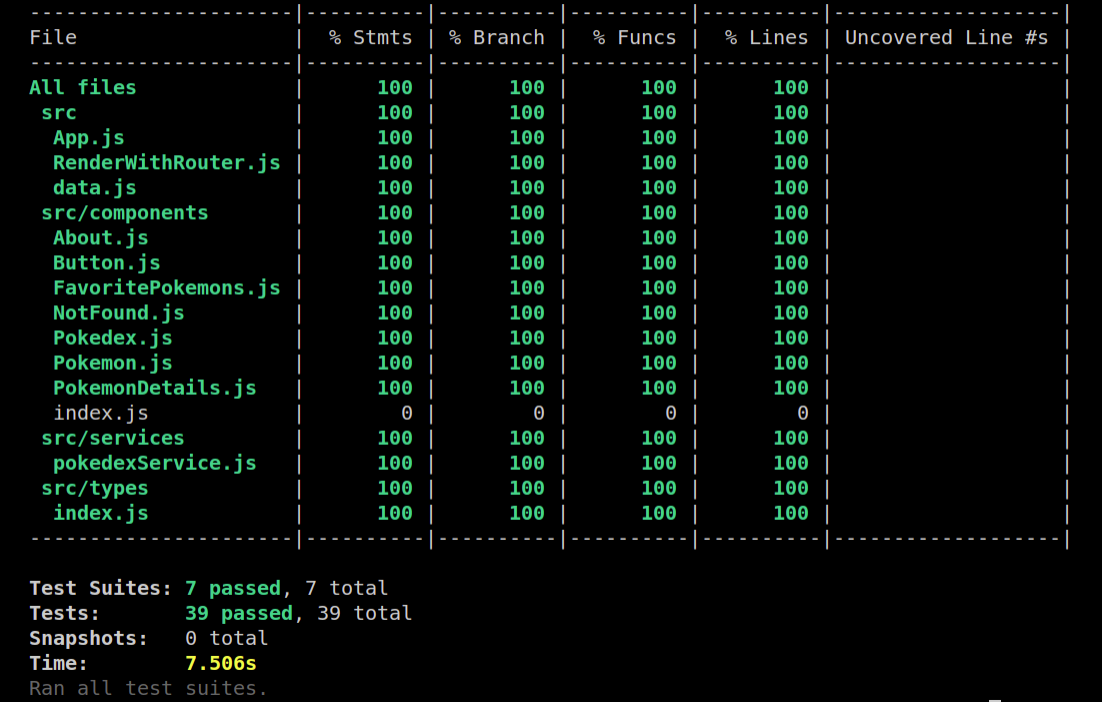 ----------------------|----------|----------|----------|----------|-------------------|
File                  |  % Stmts | % Branch |  % Funcs |  % Lines | Uncovered Line #s |
----------------------|----------|----------|----------|----------|-------------------|
All files             |      100 |      100 |      100 |      100 |                   |
 src                  |      100 |      100 |      100 |      100 |                   |
  App.js              |      100 |      100 |      100 |      100 |                   |
  RenderWithRouter.js |      100 |      100 |      100 |      100 |                   |
  data.js             |      100 |      100 |      100 |      100 |                   |
 src/components       |      100 |      100 |      100 |      100 |                   |
  About.js            |      100 |      100 |      100 |      100 |                   |
  Button.js           |      100 |      100 |      100 |      100 |                   |
  FavoritePokemons.js |      100 |      100 |      100 |      100 |                   |
  NotFound.js         |      100 |      100 |      100 |      100 |                   |
  Pokedex.js          |      100 |      100 |      100 |      100 |                   |
  Pokemon.js          |      100 |      100 |      100 |      100 |                   |
  PokemonDetails.js   |      100 |      100 |      100 |      100 |                   |
  index.js            |        0 |        0 |        0 |        0 |                   |
 src/services         |      100 |      100 |      100 |      100 |                   |
  pokedexService.js   |      100 |      100 |      100 |      100 |                   |
 src/types            |      100 |      100 |      100 |      100 |                   |
  index.js            |      100 |      100 |      100 |      100 |                   |
----------------------|----------|----------|----------|----------|-------------------|
Test Suites: 7 passed, 7 total
Tests:       39 passed, 39 total
Snapshots:   0 total
Time:        7.506s
Ran all test suites.